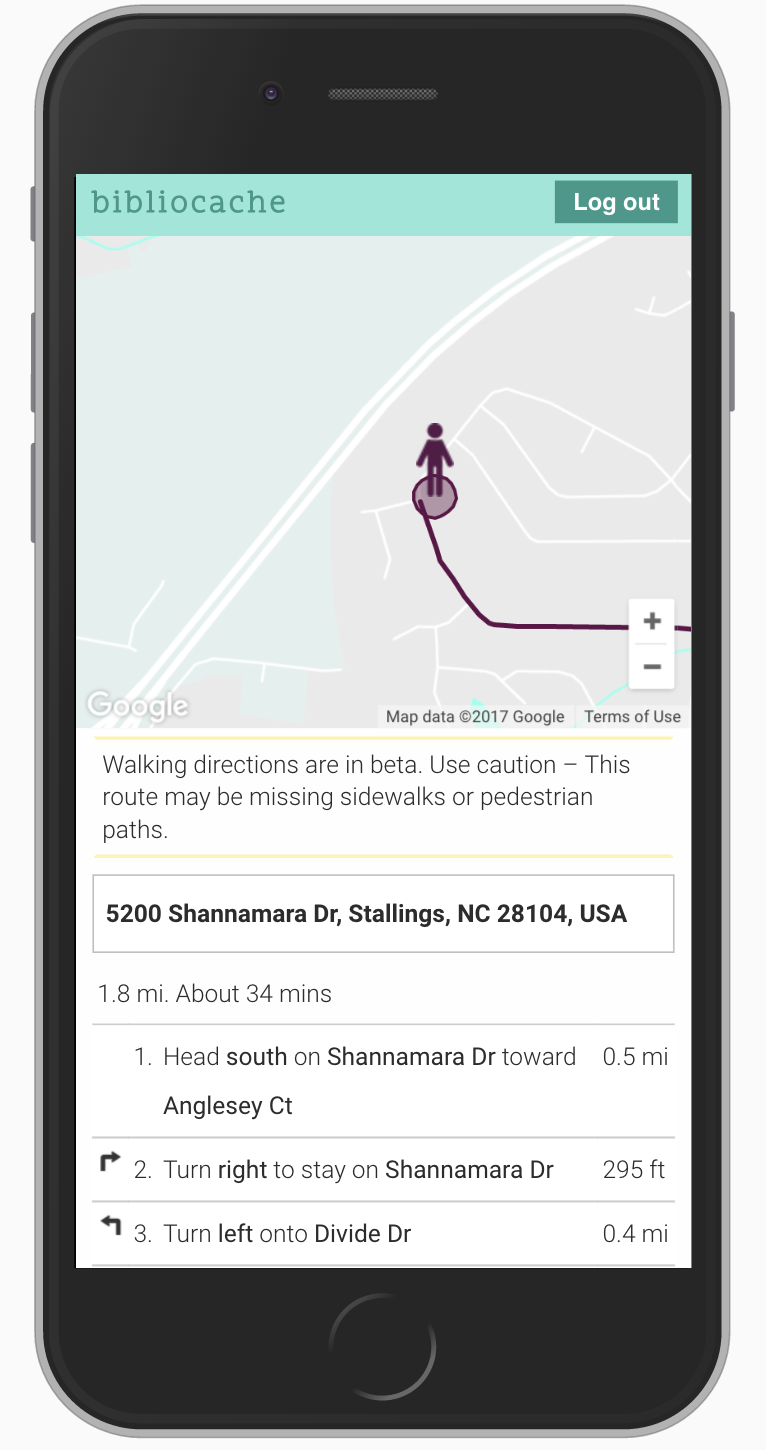 bibliocache
Log out
Google
Map data ©2017 Google
Terms of Use
Walking directions are in beta. Use caution – This
route may be missing sidewalks or pedestrian
paths.
5200 Shannamara Dr, Stallings, NC 28104, USA
1.8 mi. About 34 mins
1. Head south on Shannamara Dr toward 0.5 mi
Anglesey Ct
2. Turn right to stay on Shannamara Dr 295 ft
3. Turn left onto Divide Dr 0.4 mi